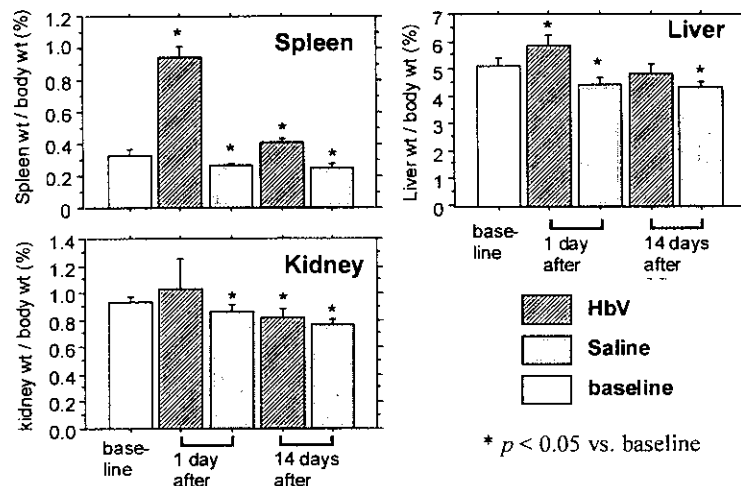 Spleen
Spleen wt / body wt (%)
1.2
1.0
0.8
0.6
0.4
0.2
0
*
*
*
*
Liver
Liver wt / body wt (%)
7
6
5
4
3
2
1
0
*
*
*
base-
line
1 day
after
14 days
after
Kidney
kidney wt / body wt (%)
1.4
1.2
1.0
0.8
0.6
0.4
0.2
0.0
*
*
*
base-
line
1 day
after
14 days
after
HbV
Saline
baseline
* p < 0.05 vs. baseline